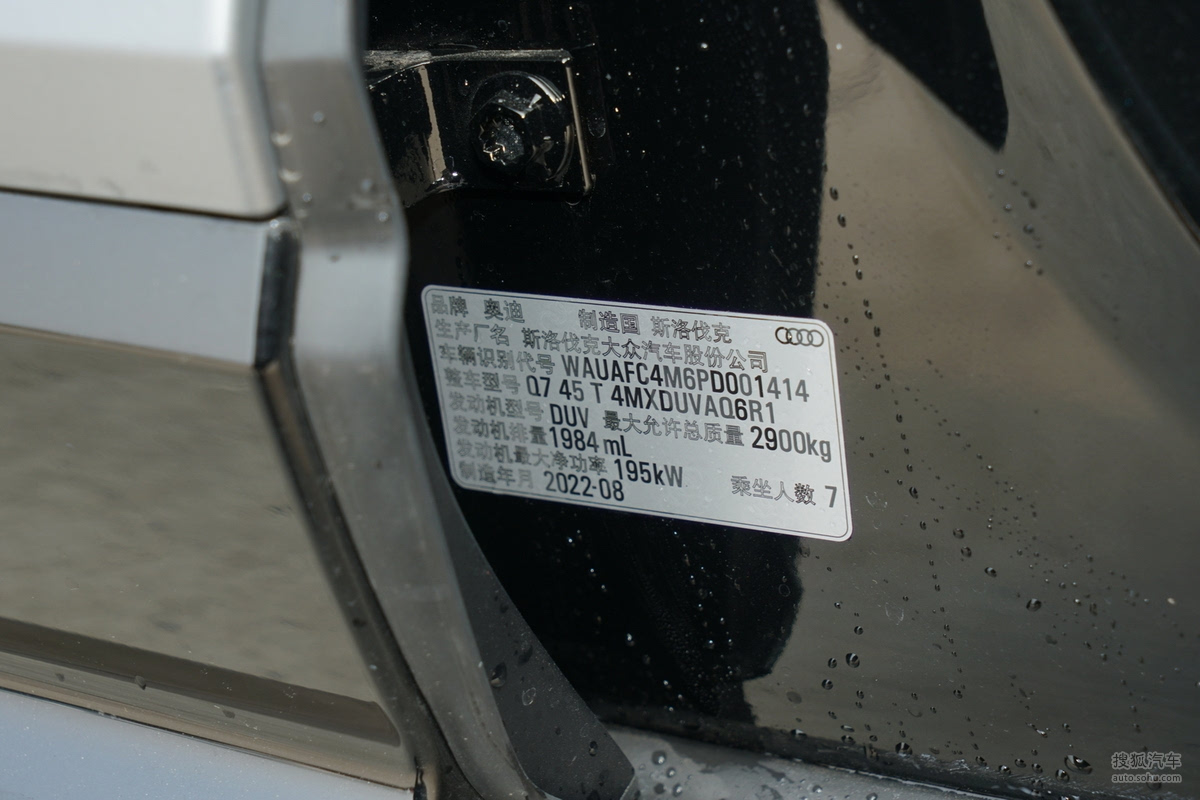 品牌 奥迪 制造国 斯洛伐克
生产厂名 斯洛伐克大众汽车股份公司
车辆识别代号 WAUAFC4M6PD001414
整车型号 Q7 45 T 4MXDUVAQ6R1
发动机型号 DUV 最大允许总质量 2900kg
发动机排量 1984 mL
发动机最大净功率 195kW
制造年月 2022-08 乘坐人数 7
搜狐汽车
auto.sohu.com